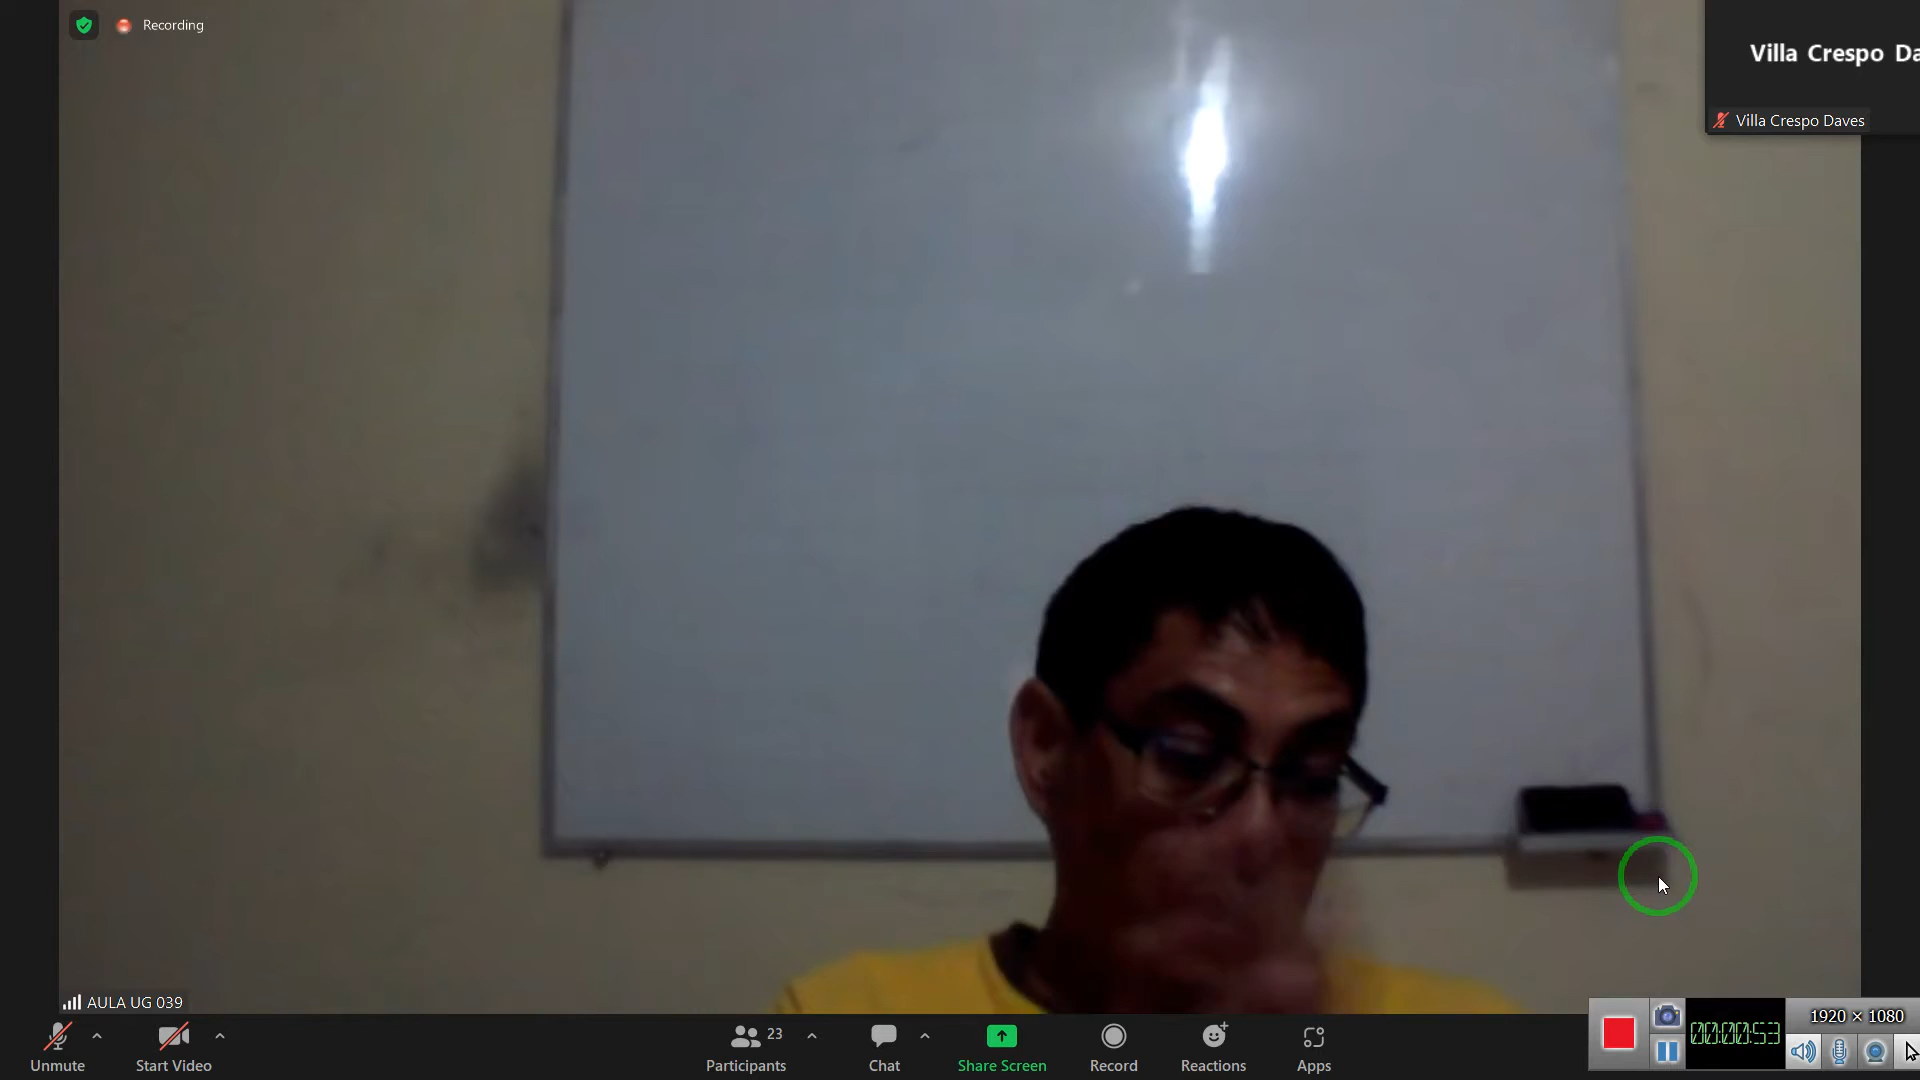 Recording
Villa Crespo Da
Villa Crespo Daves
AULA UG 039
Unmute
Start Video
23
Participants
Chat
Share Screen
Record
Reactions
Apps
1920 × 1080
00:00:53